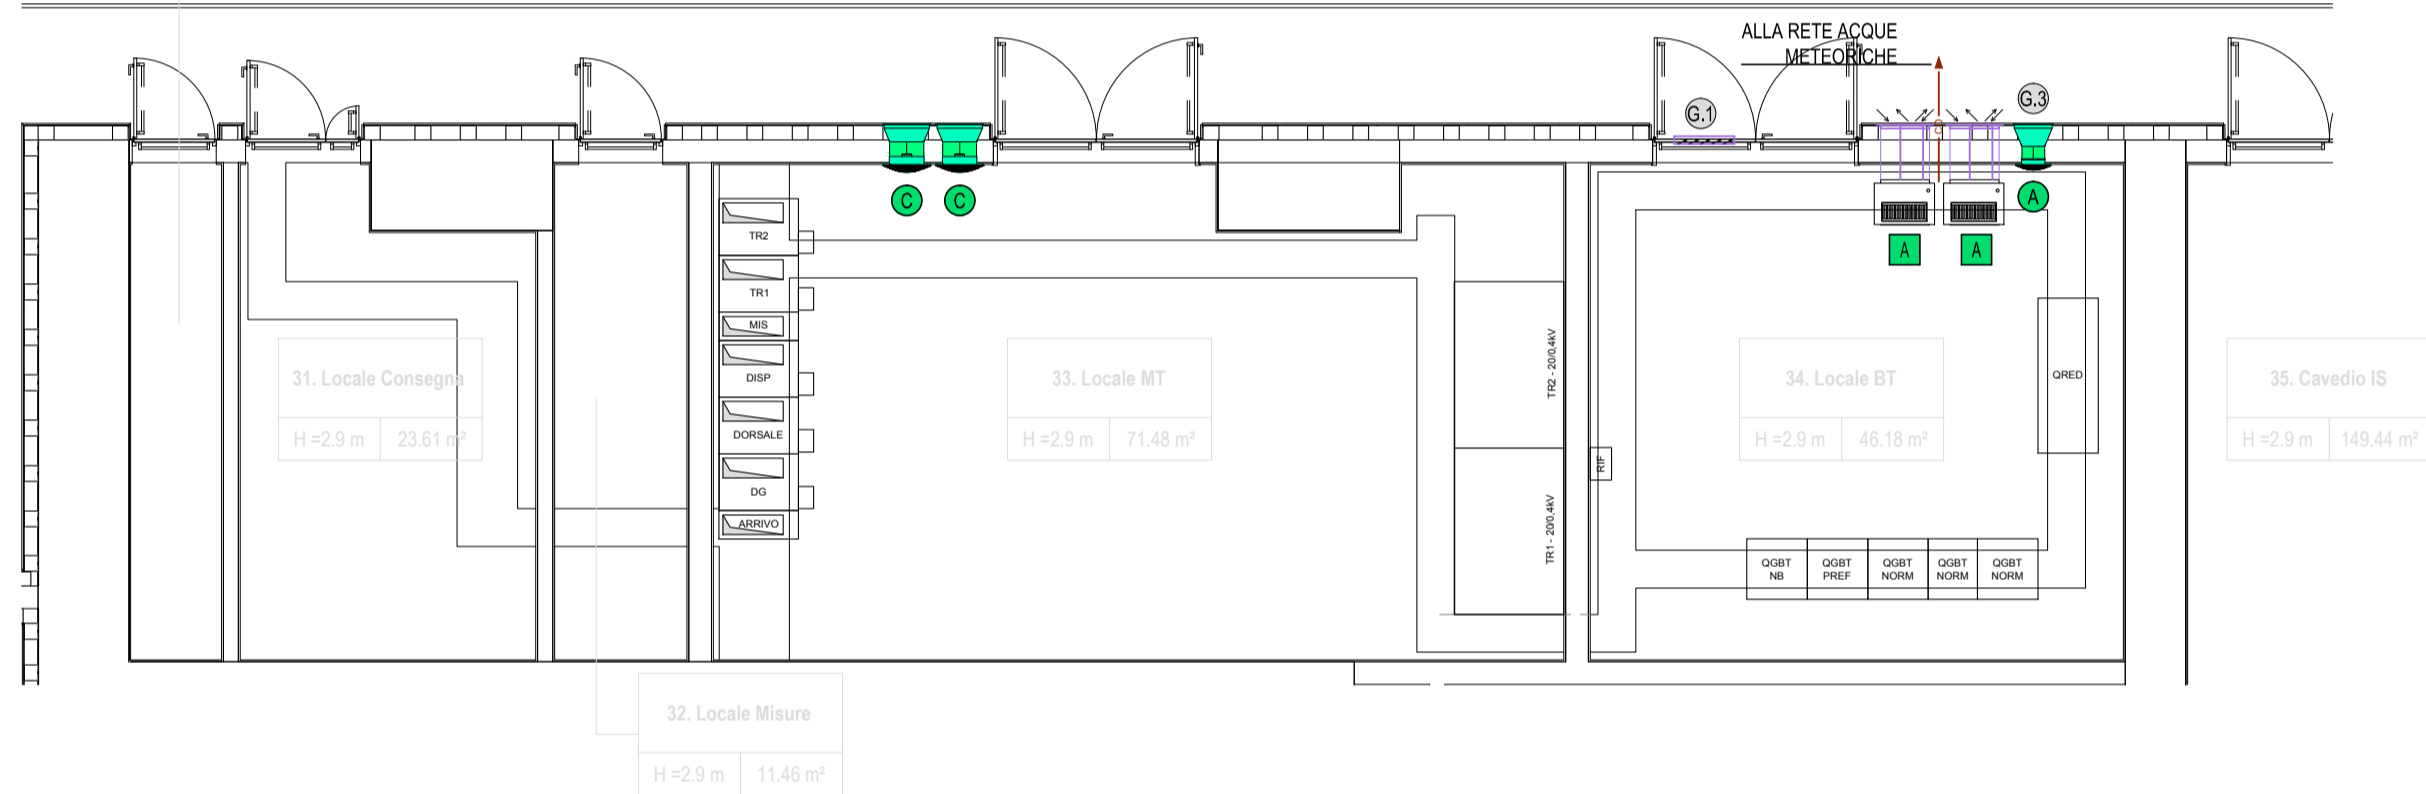 ALLA RETE ACQUE
METEORICHE
G.1
G.3
C
C
A
A
A
TR2
TR1
MIS
DISP
DORSALE
DG
ARRIVO
31. Locale Consegna
H =2.9 m 23.61 m²
32. Locale Misure
H =2.9 m 11.46 m²
33. Locale MT
H =2.9 m 71.48 m²
TR2 - 20/0,4kV
TR1 - 20/0,4kV
RIF
34. Locale BT
H =2.9 m 46.18 m²
QRED
QGBT
NB
QGBT
PREF
QGBT
NORM
QGBT
NORM
QGBT
NORM
35. Cavedio IS
H =2.9 m 149.44 m²